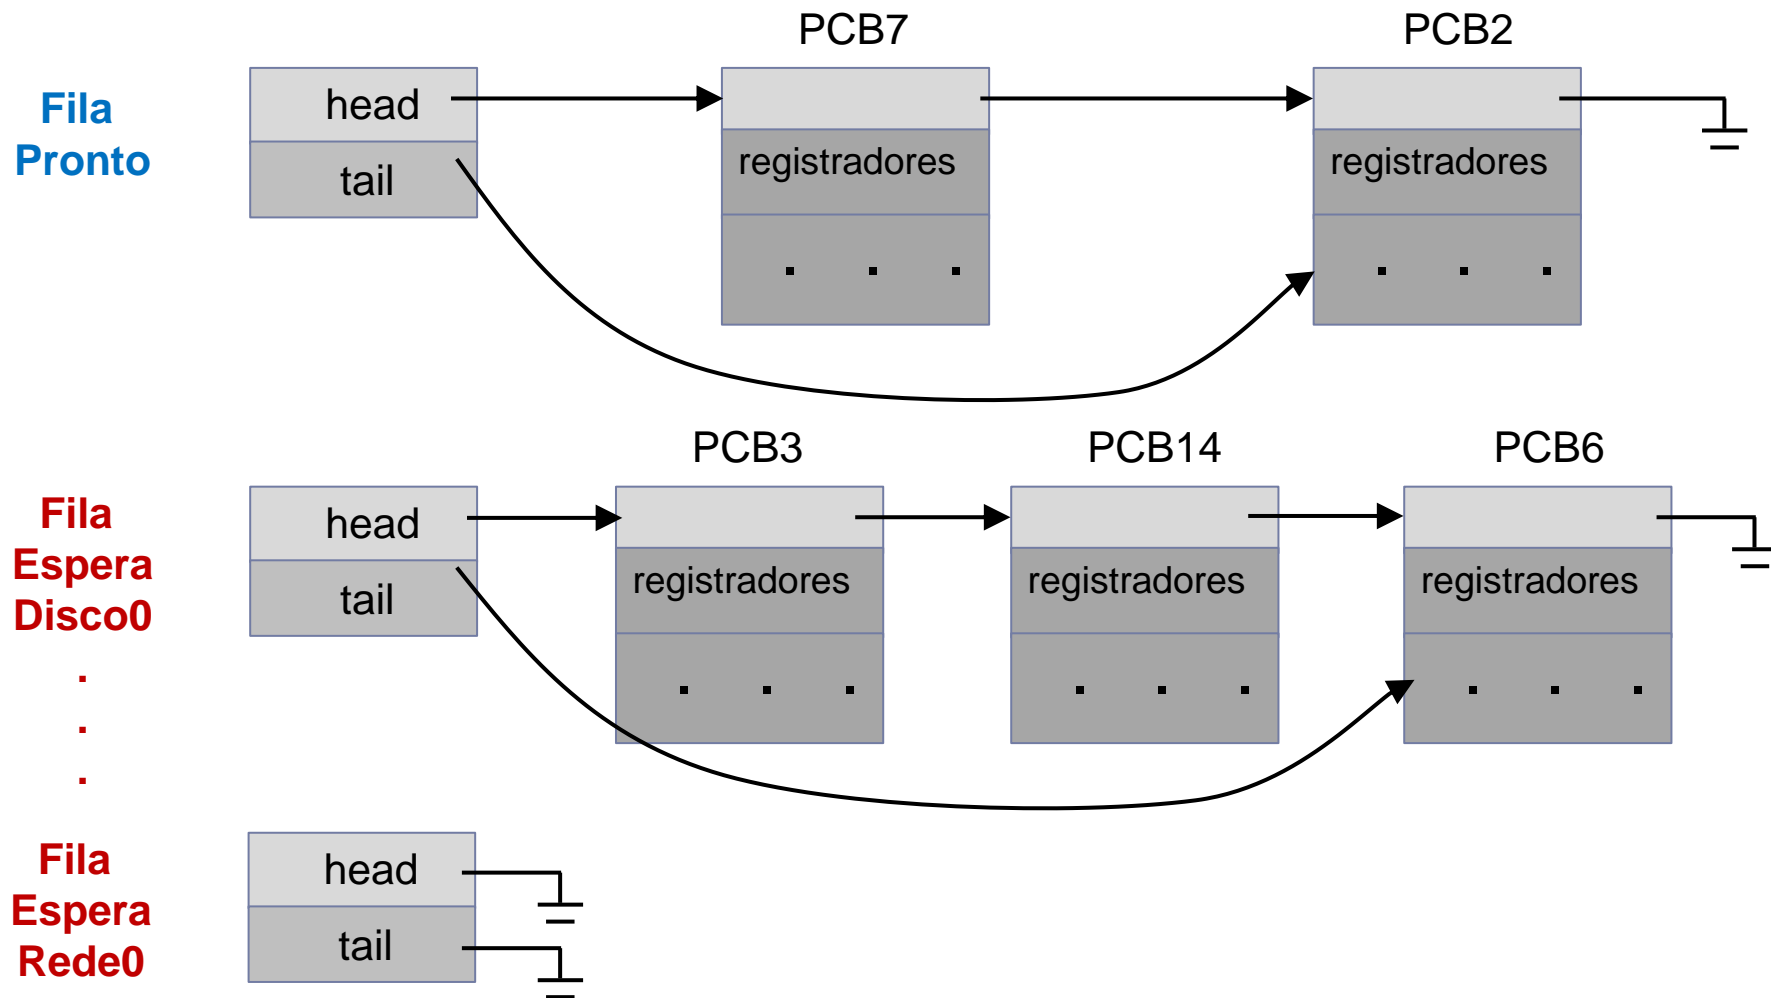 PCB7
PCB2
Fila
Pronto
head
tail
registradores
registradores
. . .
. . .
PCB3
PCB14
PCB6
Fila
Espera
Disco0
.
.
.
head
tail
registradores
registradores
registradores
. . .
. . .
. . .
Fila
Espera
Rede0
head
tail